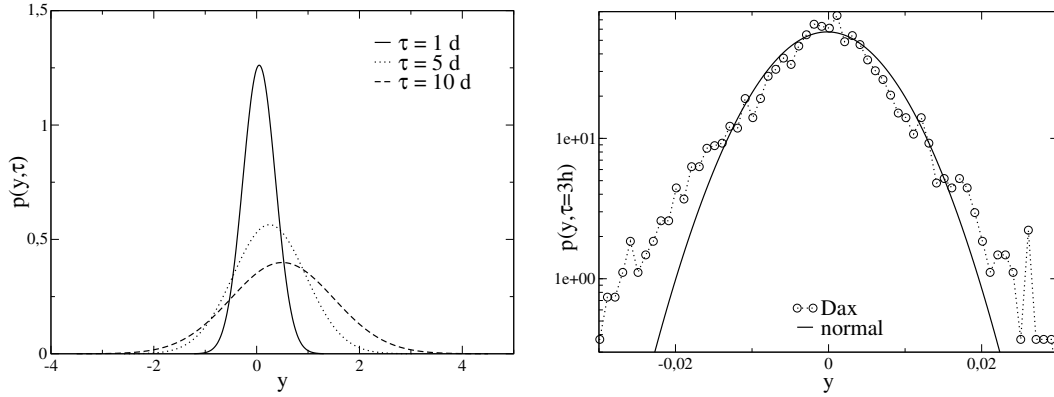 1,5
1
0,5
0
p(y,τ)
τ = 1 d
τ = 5 d
τ = 10 d
-4
-2
0
2
4
y
1e+01
1e+00
p(y,τ=3h)
Dax
normal
-0,02
0
0,02
y